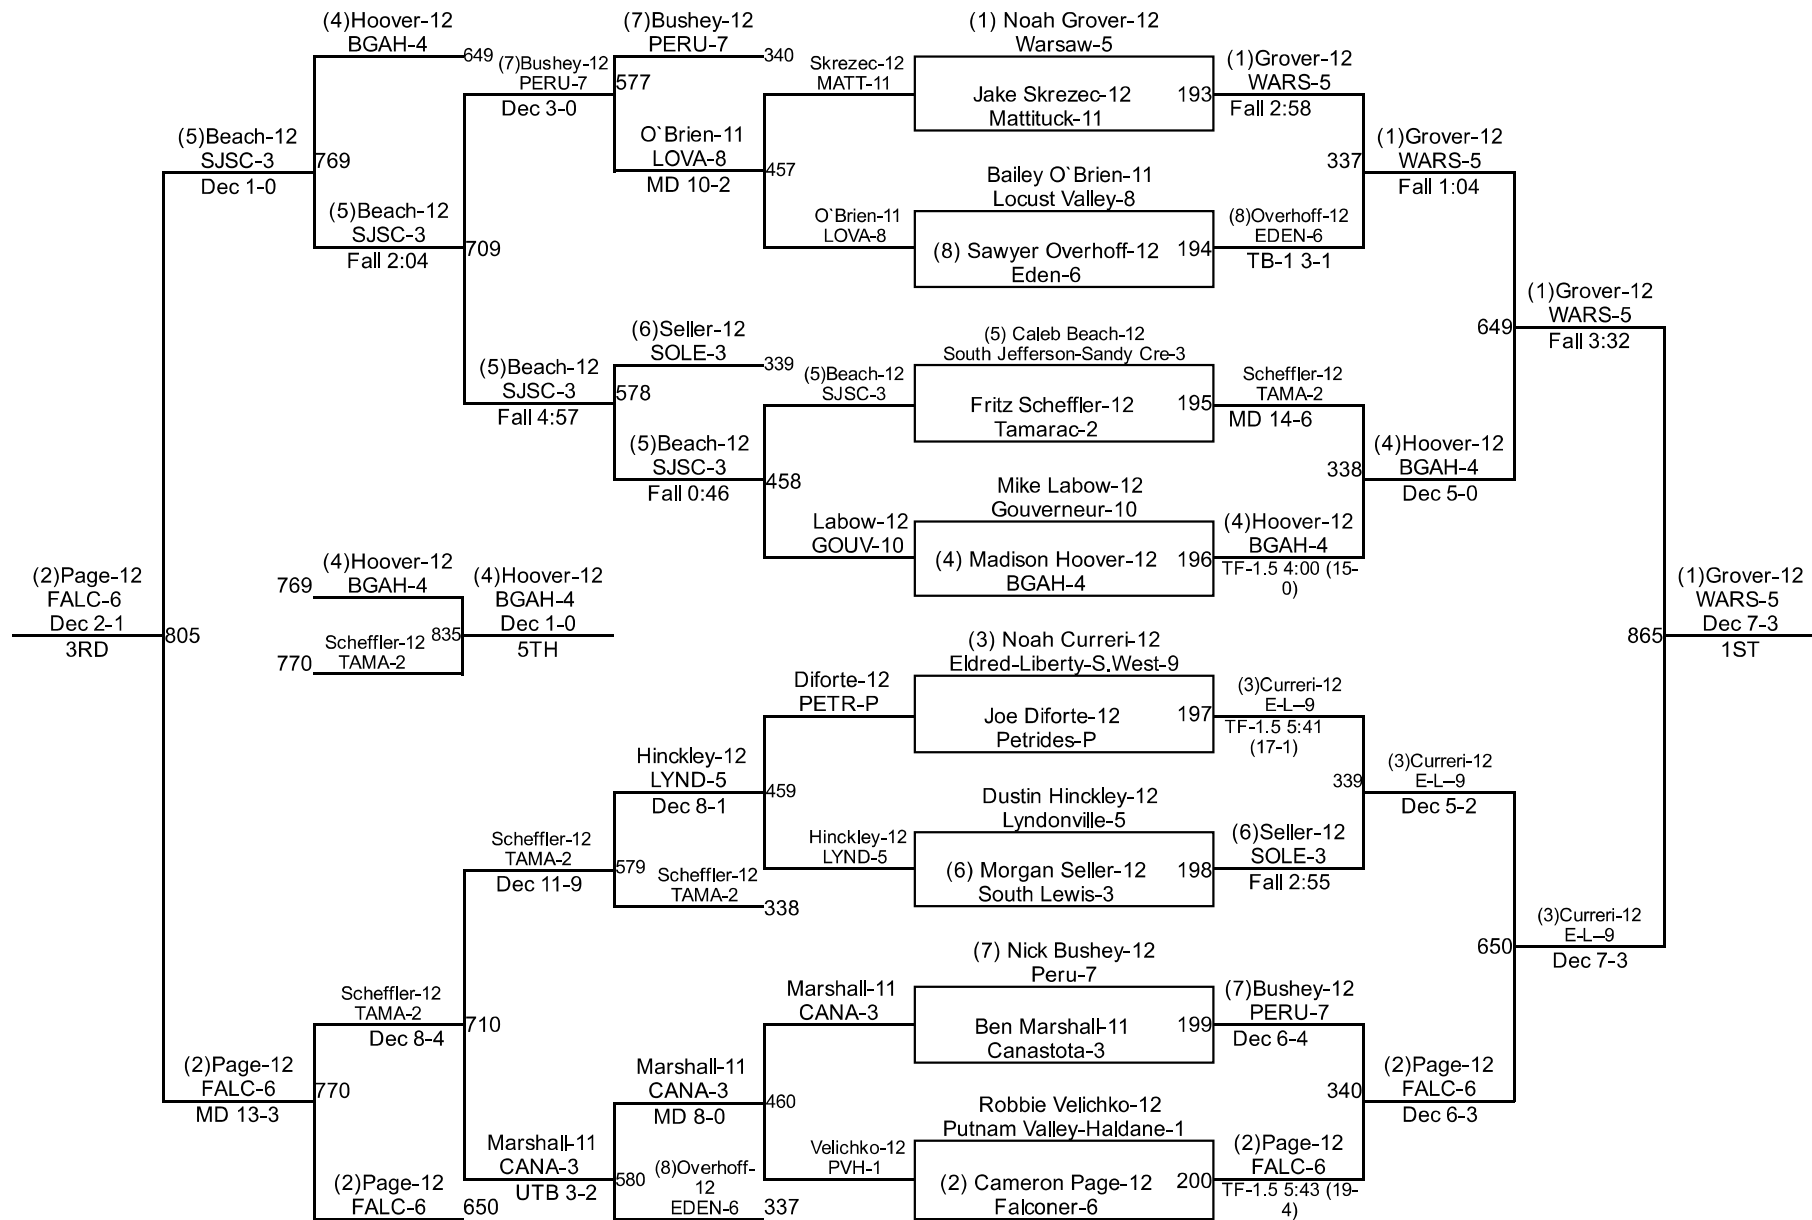 (4)Hoover-12
BGAH-4
649
(7)Bushey-12
PERU-7
Dec 3-0
577
(7)Bushey-12
PERU-7
340
Skrezec-12
MATT-11
(1) Noah Grover-12
Warsaw-5
Jake Skrezec-12
Mattituck-11
193
(1)Grover-12
WARS-5
Fall 2:58
(5)Beach-12
SJSC-3
Dec 1-0
769
O`Brien-11
LOVA-8
MD 10-2
457
337
(1)Grover-12
WARS-5
Fall 1:04
(5)Beach-12
SJSC-3
Fall 2:04
709
O`Brien-11
LOVA-8
Bailey O`Brien-11
Locust Valley-8
(8) Sawyer Overhoff-12
Eden-6
194
(8)Overhoff-12
EDEN-6
TB-1 3-1
(6)Seller-12
SOLE-3
339
(5) Caleb Beach-12
South Jefferson-Sandy Cre-3
649
(1)Grover-12
WARS-5
Fall 3:32
(5)Beach-12
SJSC-3
Fall 4:57
578
(5)Beach-12
SJSC-3
Fritz Scheffler-12
Tamarac-2
195
Scheffler-12
TAMA-2
MD 14-6
(5)Beach-12
SJSC-3
Fall 0:46
458
338
(4)Hoover-12
BGAH-4
Dec 5-0
Labow-12
GOUV-10
Mike Labow-12
Gouverneur-10
(4) Madison Hoover-12
BGAH-4
196
(4)Hoover-12
BGAH-4
TF-1.5 4:00 (15-
0)
(2)Page-12
FALC-6
Dec 2-1
3RD
805
769
(4)Hoover-12
BGAH-4
Scheffler-12
TAMA-2
770
835
(4)Hoover-12
BGAH-4
Dec 1-0
5TH
865
(1)Grover-12
WARS-5
Dec 7-3
1ST
Diforte-12
PETR-P
(3) Noah Curreri-12
Eldred-Liberty-S.West-9
Joe Diforte-12
Petrides-P
197
(3)Curreri-12
E-L--9
TF-1.5 5:41
(17-1)
Hinckley-12
LYND-5
Dec 8-1
459
339
(3)Curreri-12
E-L--9
Dec 5-2
Scheffler-12
TAMA-2
Dec 11-9
579
Scheffler-12
TAMA-2
338
Hinckley-12
LYND-5
Dustin Hinckley-12
Lyndonville-5
(6) Morgan Seller-12
South Lewis-3
198
(6)Seller-12
SOLE-3
Fall 2:55
650
(3)Curreri-12
E-L--9
Dec 7-3
Scheffler-12
TAMA-2
Dec 8-4
710
Marshall-11
CANA-3
(7) Nick Bushey-12
Peru-7
Ben Marshall-11
Canastota-3
199
(7)Bushey-12
PERU-7
Dec 6-4
(2)Page-12
FALC-6
MD 13-3
770
Marshall-11
CANA-3
MD 8-0
460
340
(2)Page-12
FALC-6
Dec 6-3
(2)Page-12
FALC-6
650
Marshall-11
CANA-3
UTB 3-2
580
(8)Overhoff-
12
EDEN-6
337
Velichko-12
PVH-1
Robbie Velichko-12
Putnam Valley-Haldane-1
(2) Cameron Page-12
Falconer-6
200
(2)Page-12
FALC-6
TF-1.5 5:43 (19-
4)